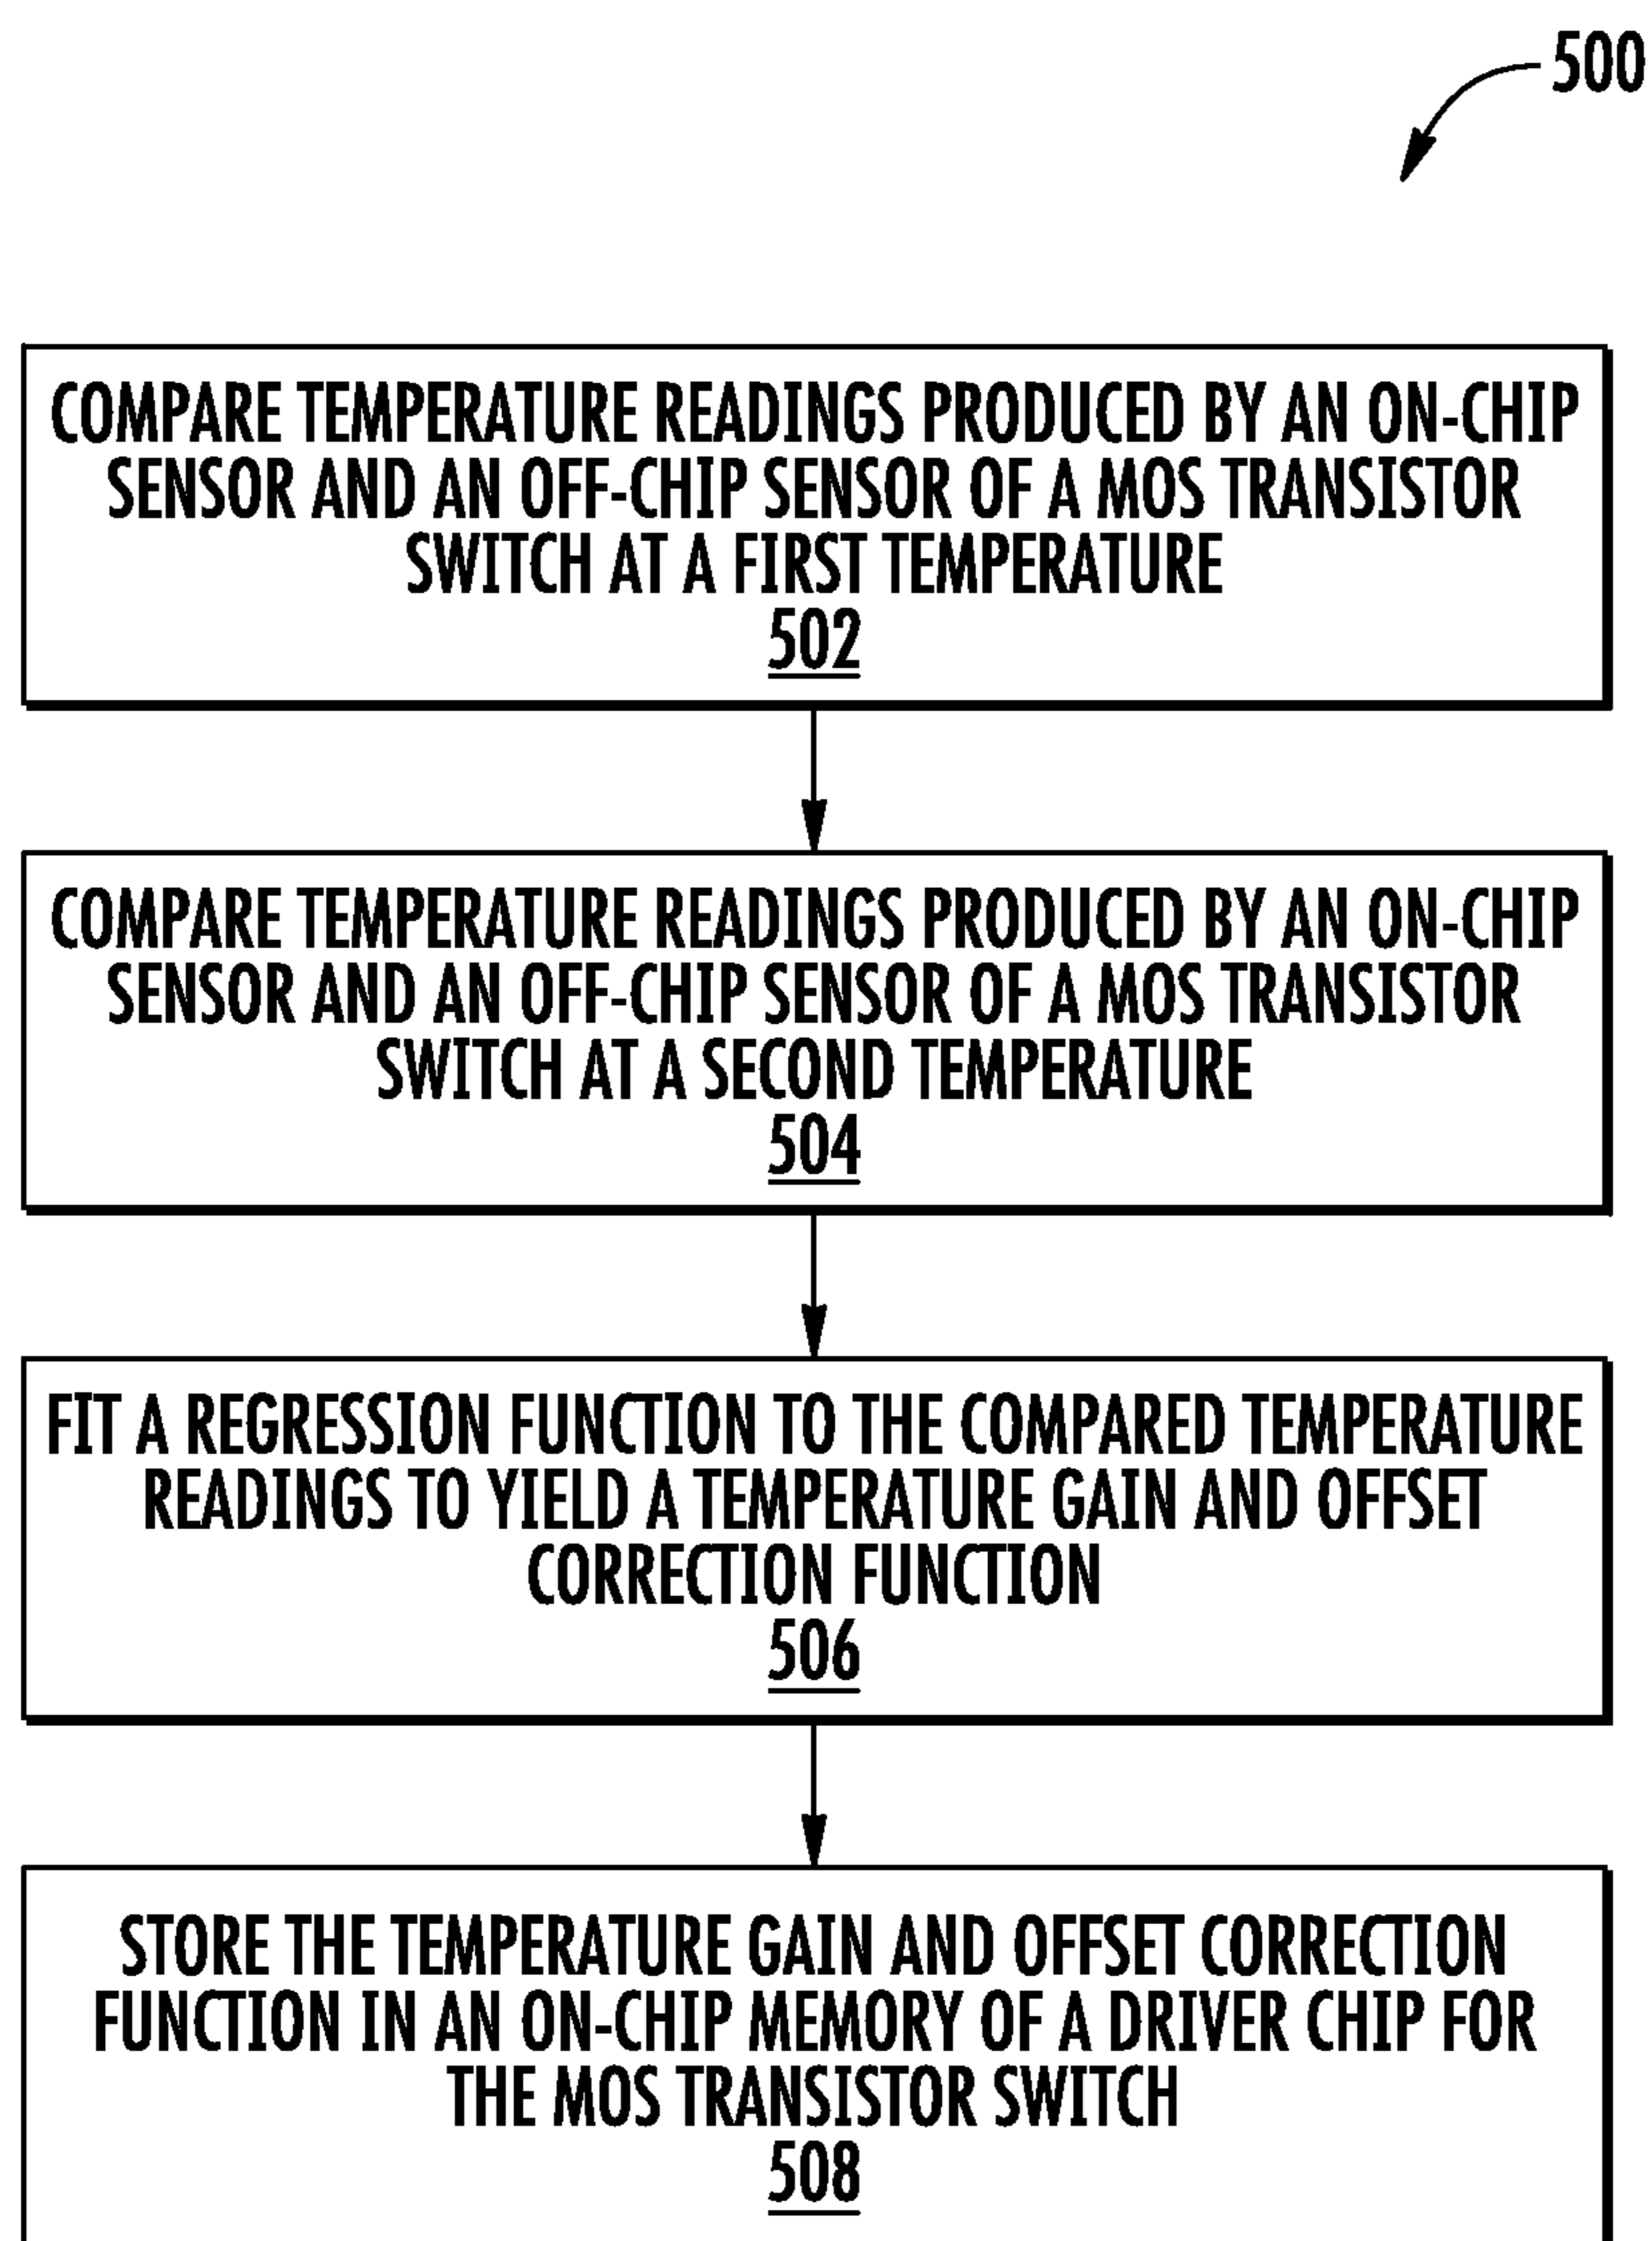 500
COMPARE TEMPERATURE READINGS PRODUCED BY AN ON-CHIP
SENSOR AND AN OFF-CHIP SENSOR OF A MOS TRANSISTOR
SWITCH AT A FIRST TEMPERATURE
502
COMPARE TEMPERATURE READINGS PRODUCED BY AN ON-CHIP
SENSOR AND AN OFF-CHIP SENSOR OF A MOS TRANSISTOR
SWITCH AT A SECOND TEMPERATURE
504
FIT A REGRESSION FUNCTION TO THE COMPARED TEMPERATURE
READINGS TO YIELD A TEMPERATURE GAIN AND OFFSET
CORRECTION FUNCTION
506
STORE THE TEMPERATURE GAIN AND OFFSET CORRECTION
FUNCTION IN AN ON-CHIP MEMORY OF A DRIVER CHIP FOR
THE MOS TRANSISTOR SWITCH
508